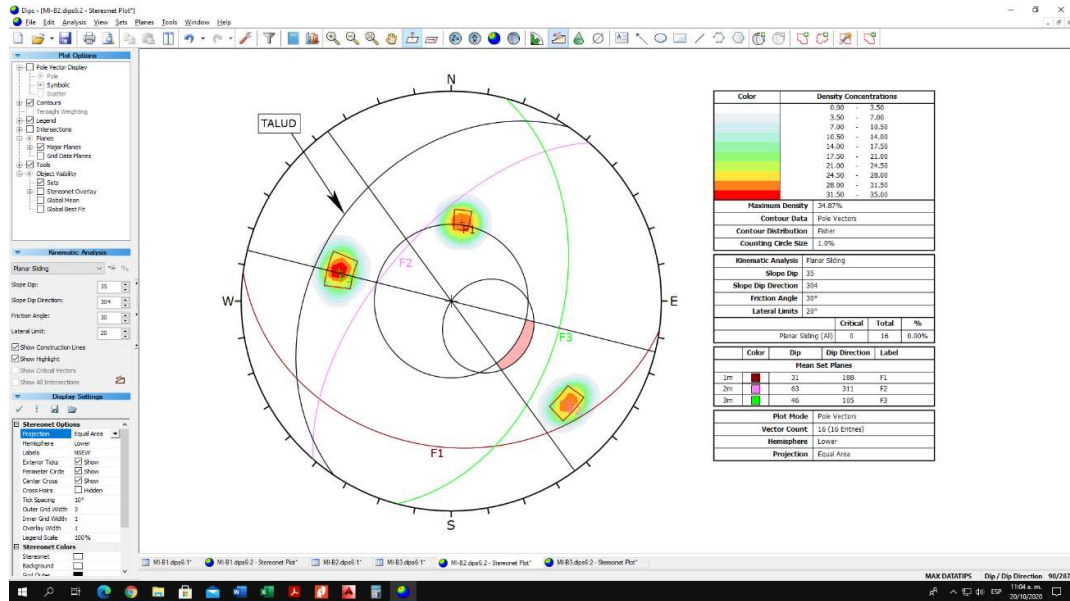 Dips - [MI-B2.dips6:2 - Stereonet Plot*]
File Edit Analysis View Sets Planes Tools Window Help
Plot Options
Pole Vector Display
Pole
Symbolic
Scatter
Contours
Terzaghi Weighting
Legend
Intersections
Planes
Major Planes
Grid Data Planes
Tools
Object Visibility
Sets
Stereonet Overlay
Global Mean
Global Best Fit
Kinematic Analysis
Planar Sliding
Slope Dip: 35
Slope Dip Direction: 304
Friction Angle: 30
Lateral Limit: 20
Show Construction Lines
Show Highlight
Show Critical Vectors
Show All Intersections
Display Settings
Stereonet Options
Projection Equal Area
Hemisphere Lower
Labels NSEW
Exterior Ticks Show
Perimeter Circle Show
Center Cross Show
Cross Hairs Hidden
Tick Spacing 10°
Outer Grid Width 3
Inner Grid Width 1
Overlay Width 1
Legend Scale 100%
Stereonet Colors
Stereonet
Background
Grid Outer
N
TALUD
F1
F2
W
E
F3
F1
S
Color Density Concentrations
0.00 - 3.50
3.50 - 7.00
7.00 - 10.50
10.50 - 14.00
14.00 - 17.50
17.50 - 21.00
21.00 - 24.50
24.50 - 28.00
28.00 - 31.50
31.50 - 35.00
Maximum Density 34.87%
Contour Data Pole Vectors
Contour Distribution Fisher
Counting Circle Size 1.0%
Kinematic Analysis Planar Sliding
Slope Dip 35
Slope Dip Direction 304
Friction Angle 30°
Lateral Limits 20°
Critical Total %
Planar Sliding (All) 0 16 0.00%
Color Dip Dip Direction Label
Mean Set Planes
1m 31 188 F1
2m 63 311 F2
3m 46 105 F3
Plot Mode Pole Vectors
Vector Count 16 (16 Entries)
Hemisphere Lower
Projection Equal Area
MI-B1.dips6:1* MI-B1.dips6:2 - Stereonet Plot* MI-B2.dips6:1* MI-B3.dips6:1* MI-B2.dips6:2 - Stereonet Plot* MI-B3.dips6:2 - Stereonet Plot*
MAX DATATIPS Dip / Dip Direction 90/287
ESP 11:04 a. m.
20/10/2020